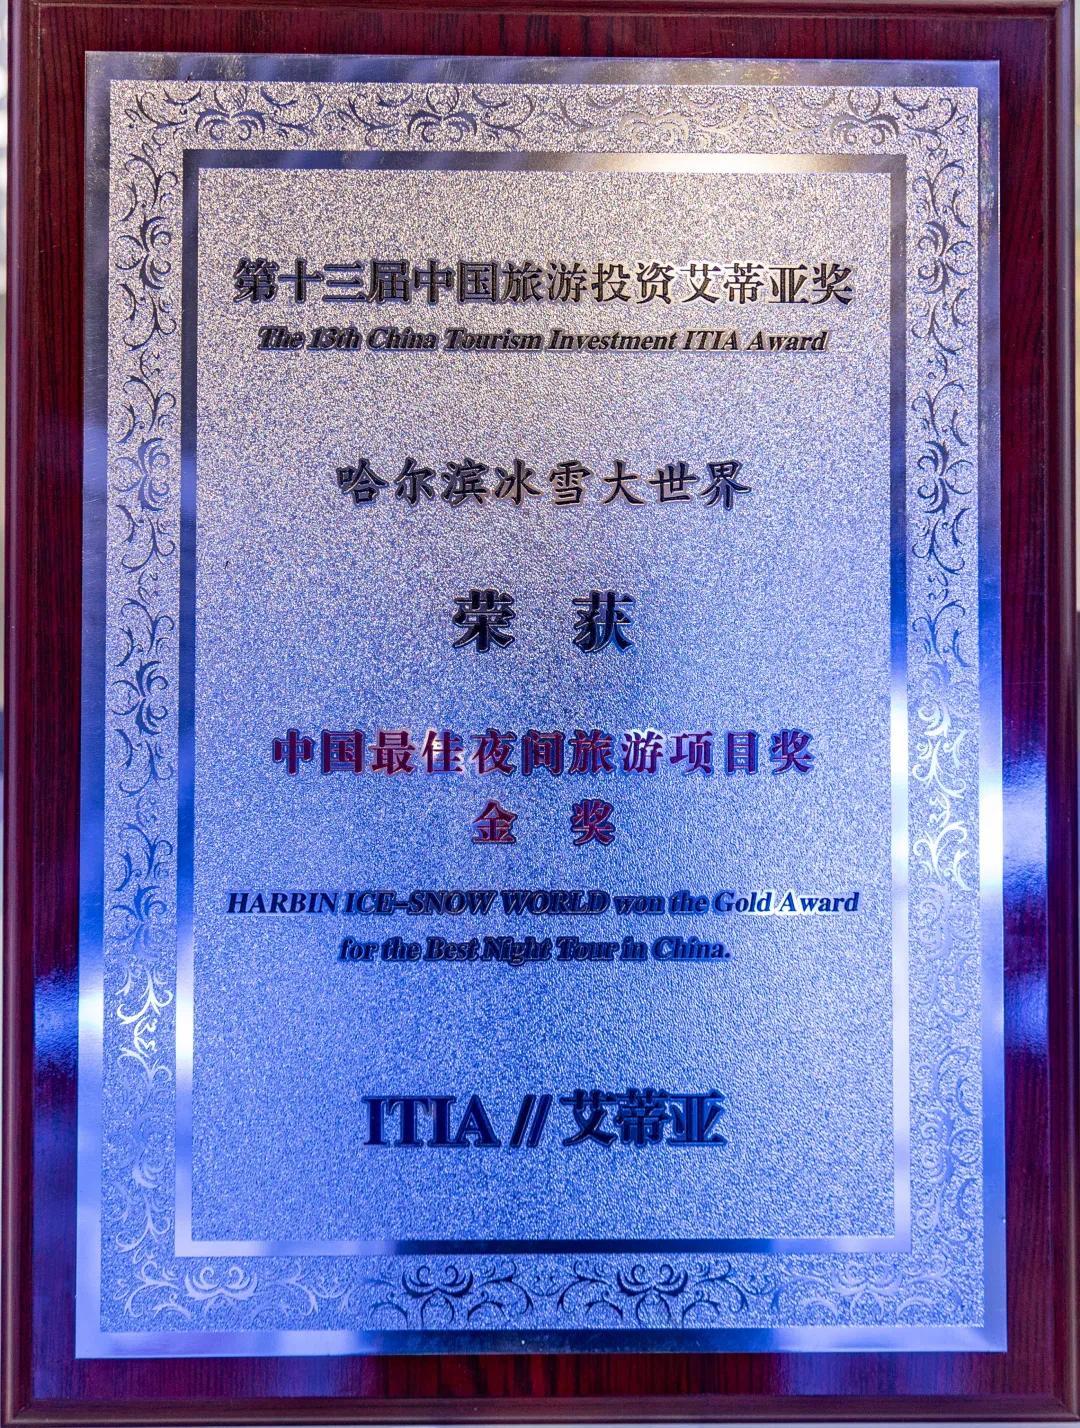 第十三届中国旅游投资艾蒂亚奖
The 13th China Tourism Investment ITIA Award
哈尔滨冰雪大世界
荣 获
中国最佳夜间旅游项目奖
金 奖
HARBIN ICE-SNOW WORLD won the Gold Award
for the Best Night Tour in China.
ITIA // 艾蒂亚